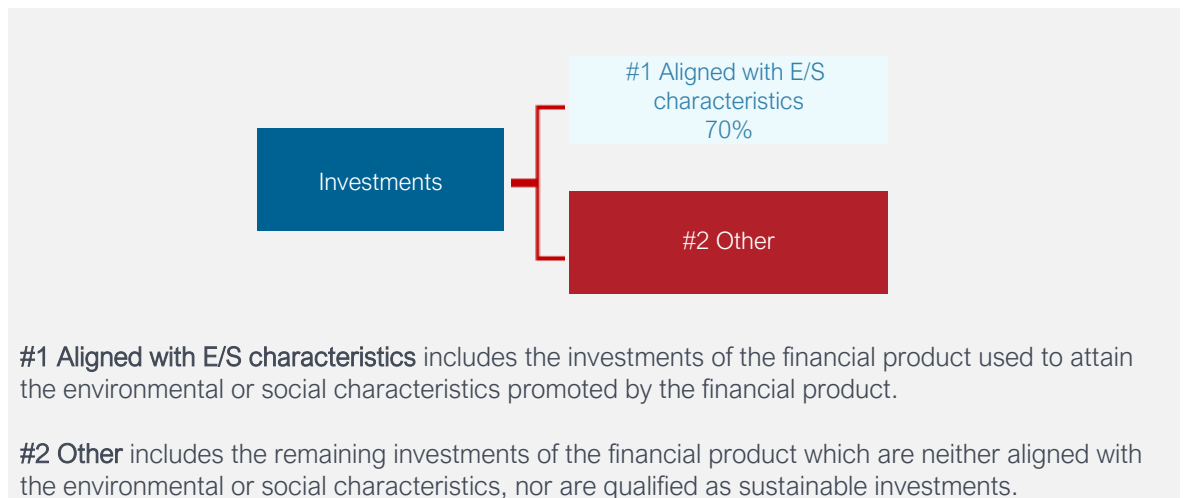 #1 Aligned with E/S
characteristics
70%
Investments
#2 Other
#1 Aligned with E/S characteristics includes the investments of the financial product used to attain
the environmental or social characteristics promoted by the financial product.
#2 Other includes the remaining investments of the financial product which are neither aligned with
the environmental or social characteristics, nor are qualified as sustainable investments.